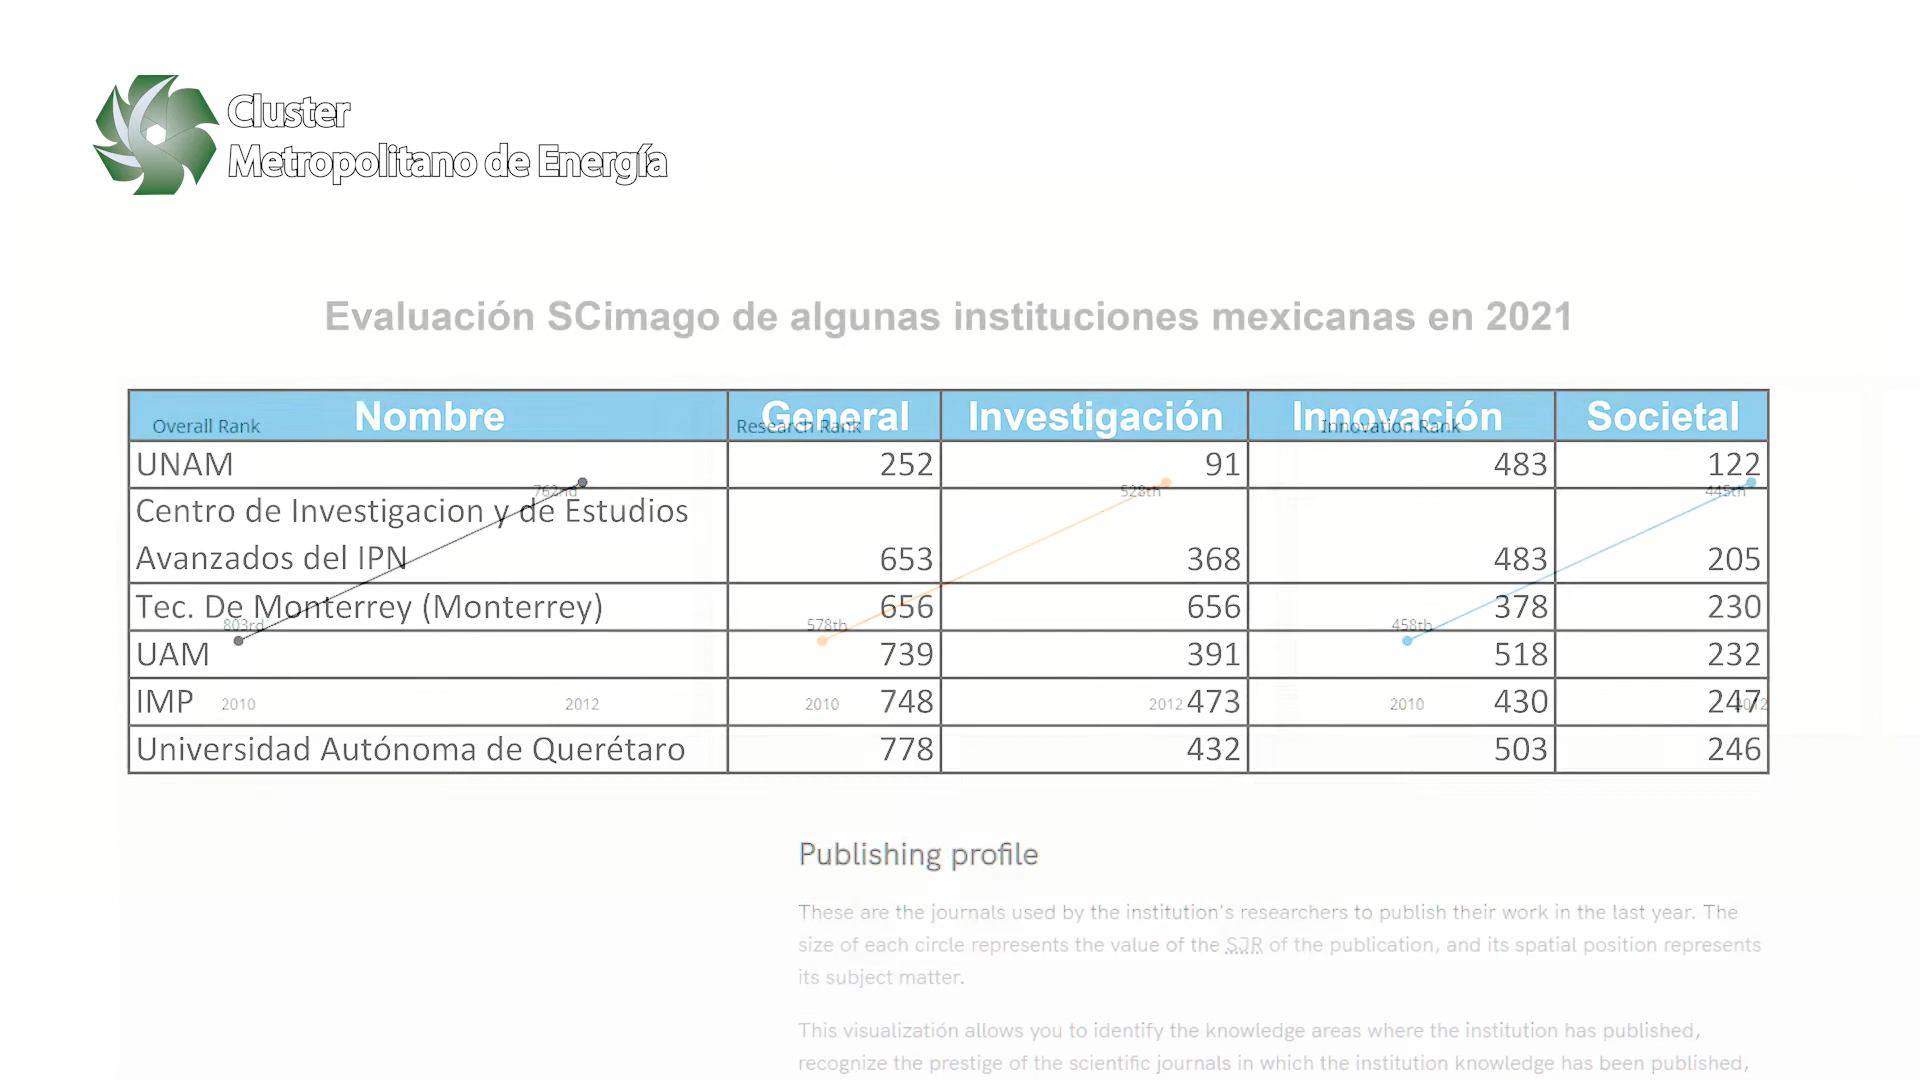 Cluster
Metropolitano de Energía
Evaluación SCimago de algunas instituciones mexicanas en 2021
Nombre General Investigación Innovación Societal
Overall Rank Research Rank Innovation Rank
UNAM 252 91 483 122
762nd 528th 445th
Centro de Investigacion y de Estudios
Avanzados del IPN 653 368 483 205
Tec. De Monterrey (Monterrey) 656 656 378 230
803rd 578th 458th
UAM 739 391 518 232
IMP 748 473 430 247
2010 2012 2010 2012 2010 2012
Universidad Autónoma de Querétaro 778 432 503 246
Publishing profile
These are the journals used by the institution's researchers to publish their work in the last year. The
size of each circle represents the value of the SJR of the publication, and its spatial position represents
its subject matter.
This visualización allows you to identify the knowledge areas where the institution has published,
recognize the prestige of the scientific journals in which the institution knowledge has been published,